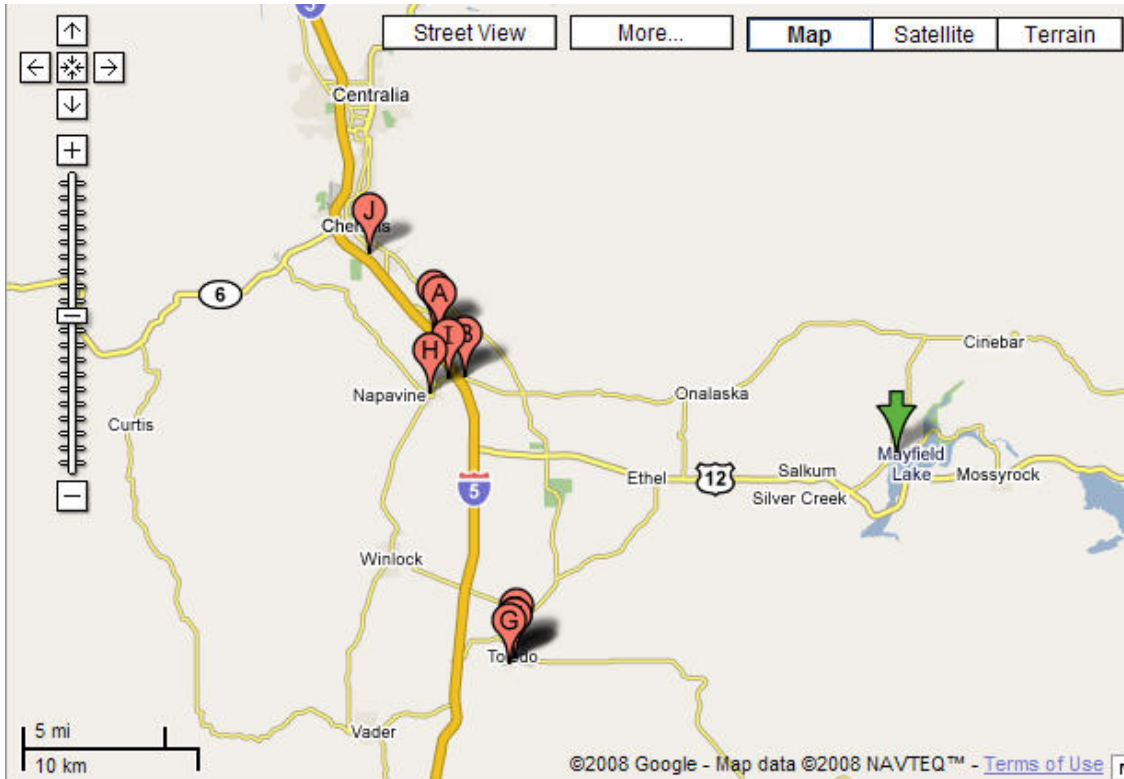 5
Street View
More...
Map
Satellite
Terrain
Centralia
J
A
6
I
B
H
Cinebar
Napavine
Onalaska
Curtis
Mayfield
Lake
Ethel
12
Salkum
Mossyrock
5
Silver Creek
Winlock
G
Vader
5 mi
10 km
©2008 Google - Map data ©2008 NAVTEQ™ - Terms of Use